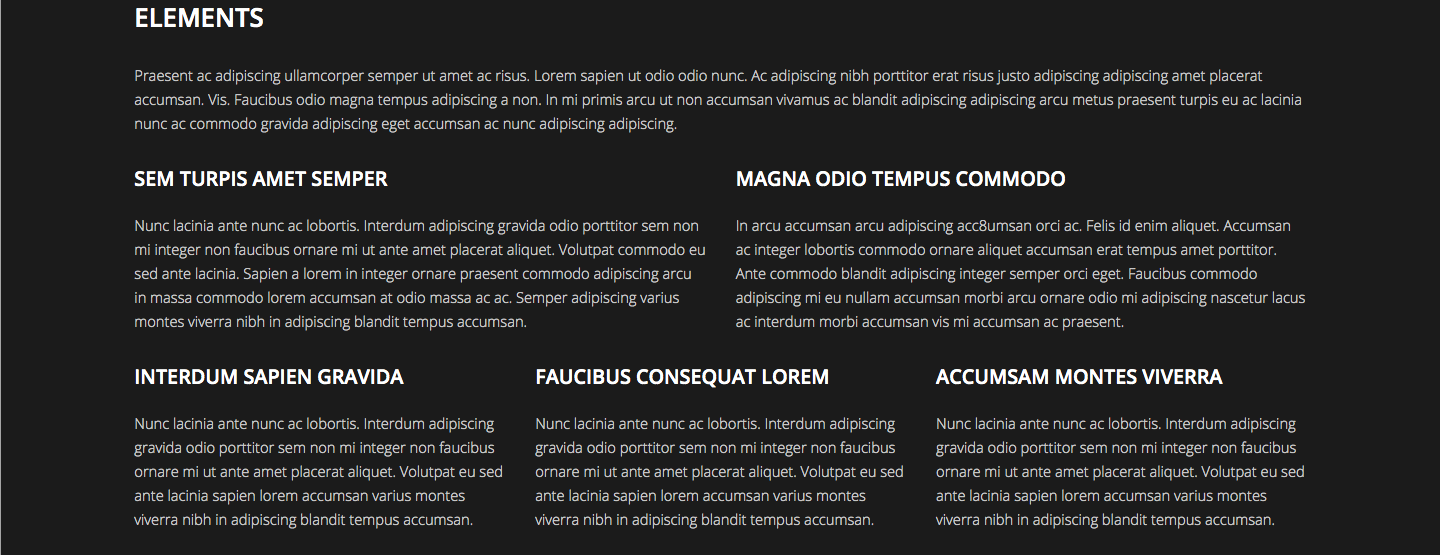 ELEMENTS
Praesent ac adipiscing ullamcorper semper ut amet ac risus. Lorem sapien ut odio odio nunc. Ac adipiscing nibh porttitor erat risus justo adipiscing adipiscing amet placerat
accumsan. Vis. Faucibus odio magna tempus adipiscing a non. In mi primis arcu ut non accumsan vivamus ac blandit adipiscing adipiscing arcu metus praesent turpis eu ac lacinia
nunc ac commodo gravida adipiscing eget accumsan ac nunc adipiscing adipiscing.
SEM TURPIS AMET SEMPER
Nunc lacinia ante nunc ac lobortis. Interdum adipiscing gravida odio porttitor sem non
mi integer non faucibus ornare mi ut ante amet placerat aliquet. Volutpat commodo eu
sed ante lacinia. Sapien a lorem in integer ornare praesent commodo adipiscing arcu
in massa commodo lorem accumsan at odio massa ac ac. Semper adipiscing varius
montes viverra nibh in adipiscing blandit tempus accumsan.
MAGNA ODIO TEMPUS COMMODO
In arcu accumsan arcu adipiscing acc8umsan orci ac. Felis id enim aliquet. Accumsan
ac integer lobortis commodo ornare aliquet accumsan erat tempus amet porttitor.
Ante commodo blandit adipiscing integer semper orci eget. Faucibus commodo
adipiscing mi eu nullam accumsan morbi arcu ornare odio mi adipiscing nascetur lacus
ac interdum morbi accumsan vis mi accumsan ac praesent.
INTERDUM SAPIEN GRAVIDA
Nunc lacinia ante nunc ac lobortis. Interdum adipiscing
gravida odio porttitor sem non mi integer non faucibus
ornare mi ut ante amet placerat aliquet. Volutpat eu sed
ante lacinia sapien lorem accumsan varius montes
viverra nibh in adipiscing blandit tempus accumsan.
FAUCIBUS CONSEQUAT LOREM
Nunc lacinia ante nunc ac lobortis. Interdum adipiscing
gravida odio porttitor sem non mi integer non faucibus
ornare mi ut ante amet placerat aliquet. Volutpat eu sed
ante lacinia sapien lorem accumsan varius montes
viverra nibh in adipiscing blandit tempus accumsan.
ACCUMSAM MONTES VIVERRA
Nunc lacinia ante nunc ac lobortis. Interdum adipiscing
gravida odio porttitor sem non mi integer non faucibus
ornare mi ut ante amet placerat aliquet. Volutpat eu sed
ante lacinia sapien lorem accumsan varius montes
viverra nibh in adipiscing blandit tempus accumsan.